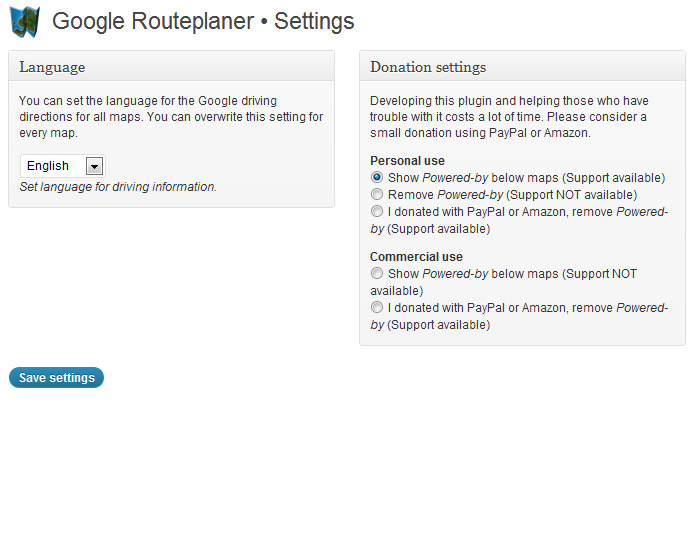 Google Routeplaner • Settings
Language
You can set the language for the Google driving
directions for all maps. You can overwrite this setting for
every map.
English
Set language for driving information.
Donation settings
Developing this plugin and helping those who have
trouble with it costs a lot of time. Please consider a
small donation using PayPal or Amazon.
Personal use
Show Powered-by below maps (Support available)
Remove Powered-by (Support NOT available)
I donated with PayPal or Amazon, remove Powered-
by (Support available)
Commercial use
Show Powered-by below maps (Support NOT
available)
I donated with PayPal or Amazon, remove Powered-
by (Support available)
Save settings